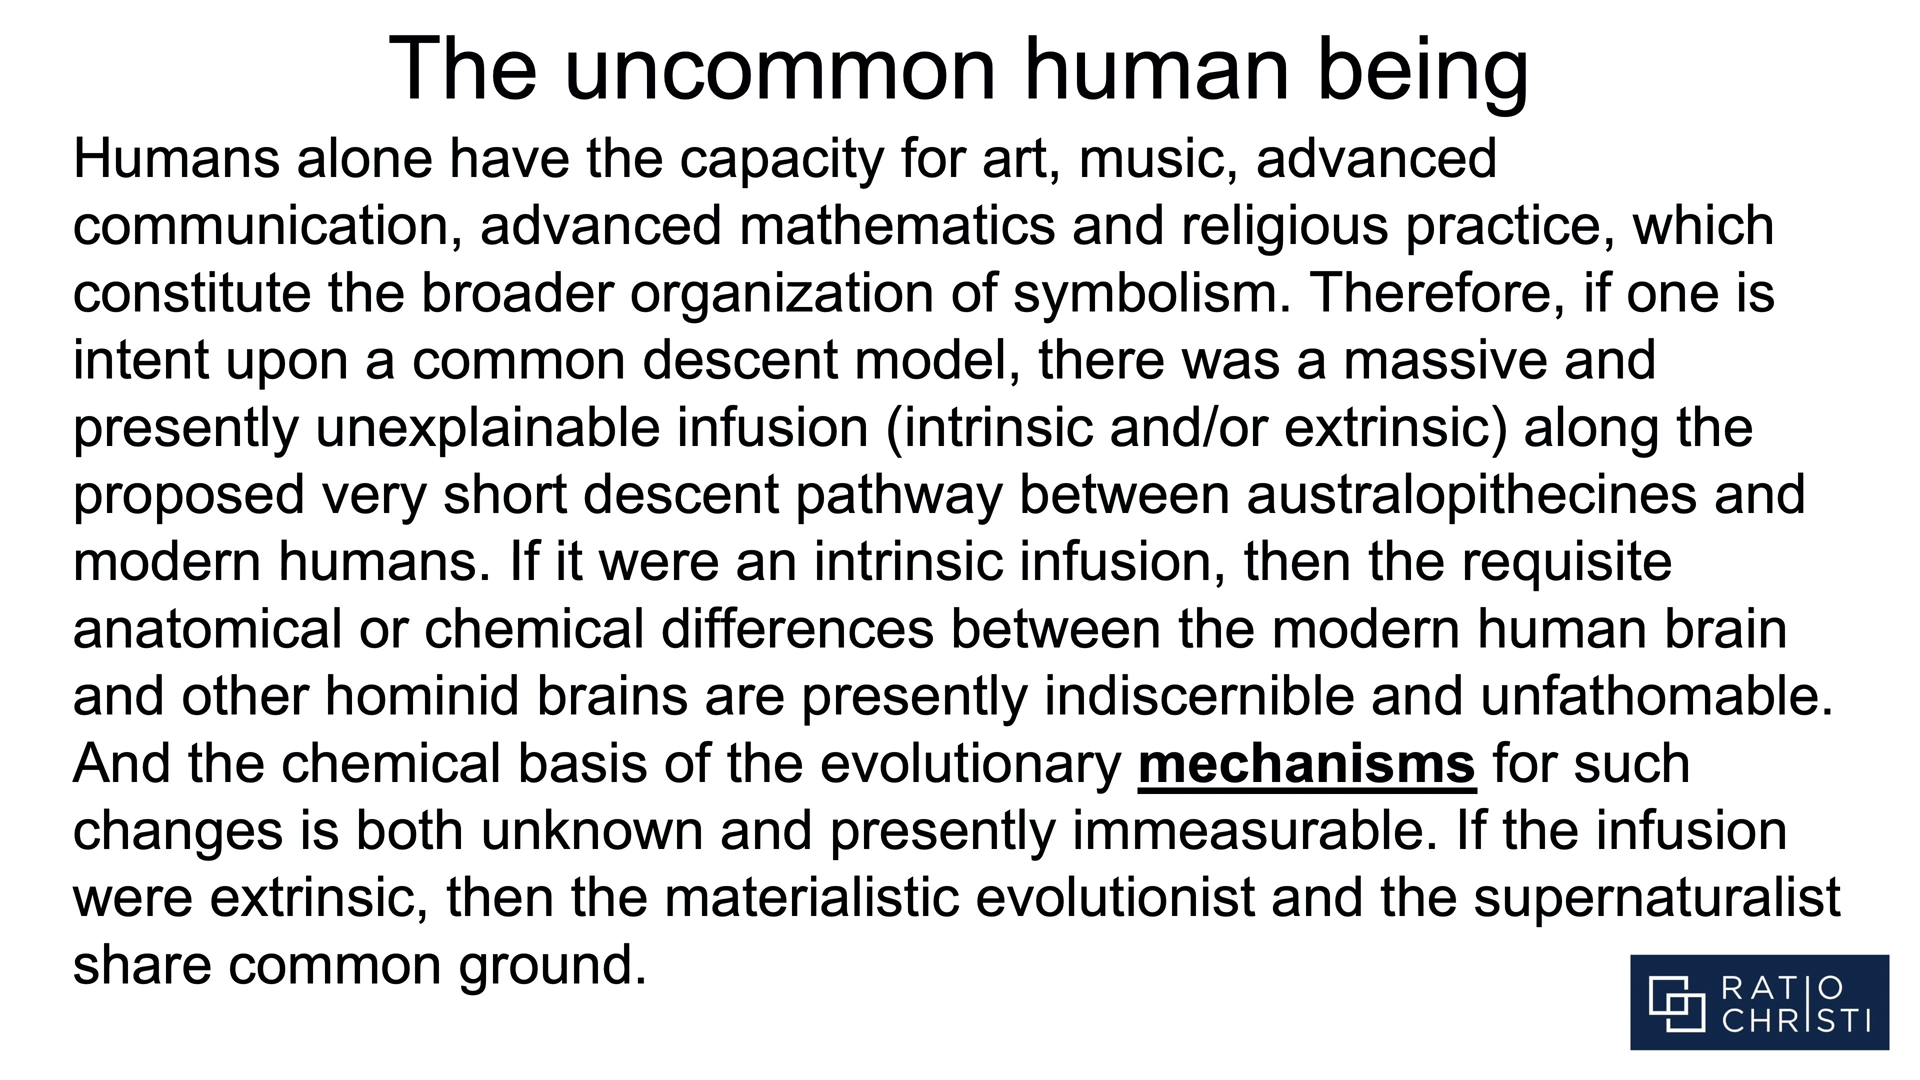 The uncommon human being
Humans alone have the capacity for art, music, advanced
communication, advanced mathematics and religious practice, which
constitute the broader organization of symbolism. Therefore, if one is
intent upon a common descent model, there was a massive and
presently unexplainable infusion (intrinsic and/or extrinsic) along the
proposed very short descent pathway between australopithecines and
modern humans. If it were an intrinsic infusion, then the requisite
anatomical or chemical differences between the modern human brain
and other hominid brains are presently indiscernible and unfathomable.
And the chemical basis of the evolutionary mechanisms for such
changes is both unknown and presently immeasurable. If the infusion
were extrinsic, then the materialistic evolutionist and the supernaturalist
share common ground.
RATIO
CHRISTI